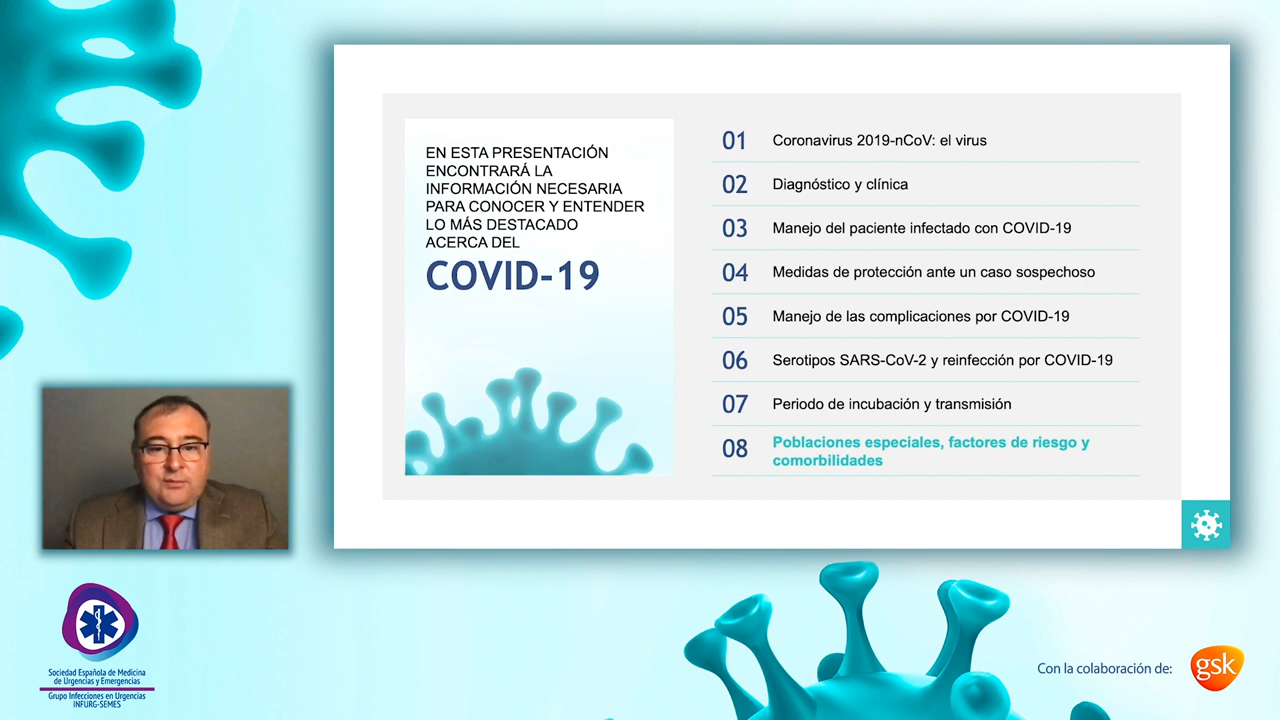 EN ESTA PRESENTACIÓN
ENCONTRARÁ LA
INFORMACIÓN NECESARIA
PARA CONOCER Y ENTENDER
LO MÁS DESTACADO
ACERCA DEL
COVID-19
01 Coronavirus 2019-nCoV: el virus
02 Diagnóstico y clínica
03 Manejo del paciente infectado con COVID-19
04 Medidas de protección ante un caso sospechoso
05 Manejo de las complicaciones por COVID-19
06 Serotipos SARS-CoV-2 y reinfección por COVID-19
07 Periodo de incubación y transmisión
08 Poblaciones especiales, factores de riesgo y
comorbilidades
Sociedad Española de Medicina
de Urgencias y Emergencias
Grupo Infecciones en Urgencias
INFURG-SEMES
Con la colaboración de:
gsk